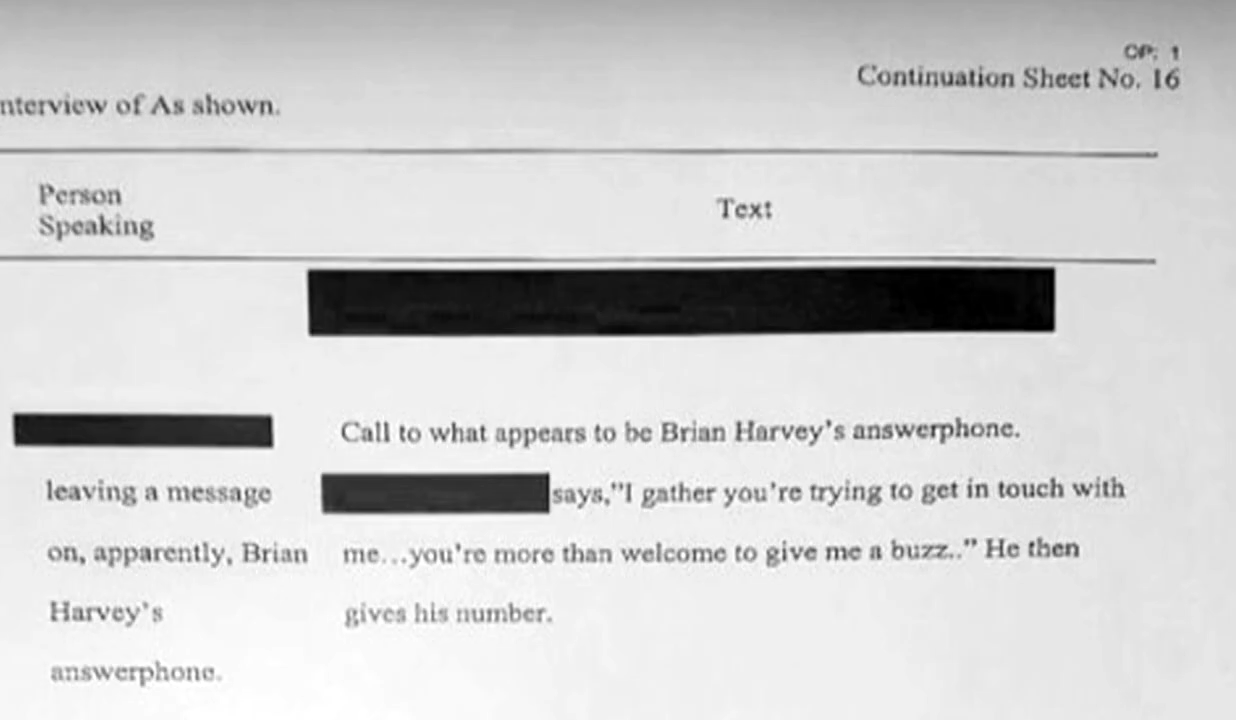 OP: 1
Continuation Sheet No. 16
nterview of As shown.
Person
Speaking
Text
Call to what appears to be Brian Harvey's answerphone.
leaving a message
says,"I gather you're trying to get in touch with
on, apparently, Brian
me...you're more than welcome to give me a buzz.." He then
Harvey's
gives his number.
answerphone.